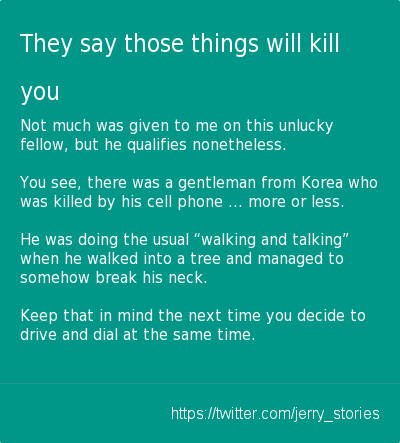 They say those things will kill
you
Not much was given to me on this unlucky
fellow, but he qualifies nonetheless.
You see, there was a gentleman from Korea who
was killed by his cell phone ... more or less.
He was doing the usual “walking and talking”
when he walked into a tree and managed to
somehow break his neck.
Keep that in mind the next time you decide to
drive and dial at the same time.
https://twitter.com/jerry_stories